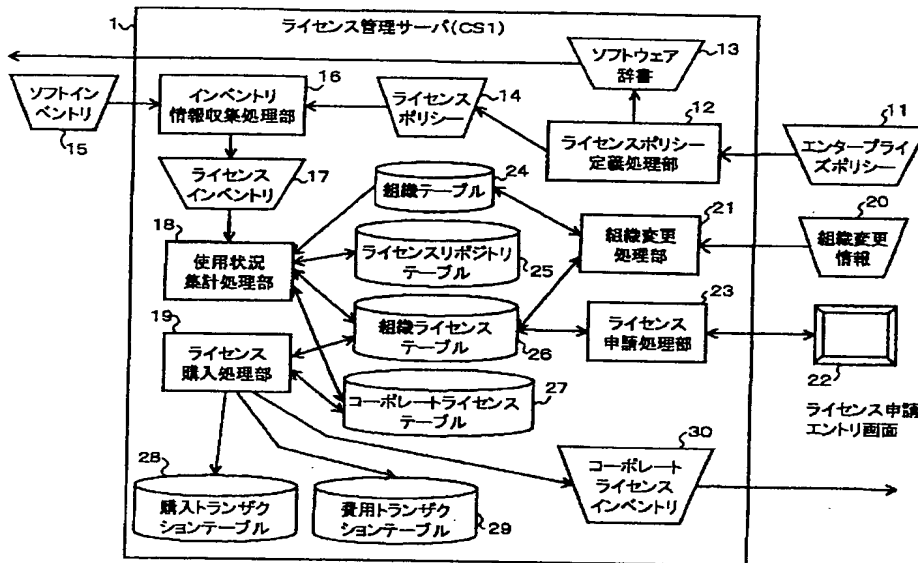 1
ライセンス管理サーバ(CS1)
ソフトウェア
辞書
13
16
インベントリ
情報収集処理部
ソフトイン
ベントリ
15
ライセンス
ポリシー
14
12
ライセンスポリシー
定義処理部
11
エンタープライ
ズポリシー
ライセンス
インベントリ
17
組織テーブル
24
21
組織変更
処理部
20
組織変更
情報
18
使用状況
集計処理部
ライセンスリポジトリ
テーブル
25
23
ライセンス
申請処理部
19
ライセンス
購入処理部
組織ライセンス
テーブル
26
22
ライセンス申請
エントリ画面
コーポレートライセンス
テーブル
27
30
コーポレート
ライセンス
インベントリ
28
購入トランザク
ションテーブル
費用トランザク
ションテーブル
29